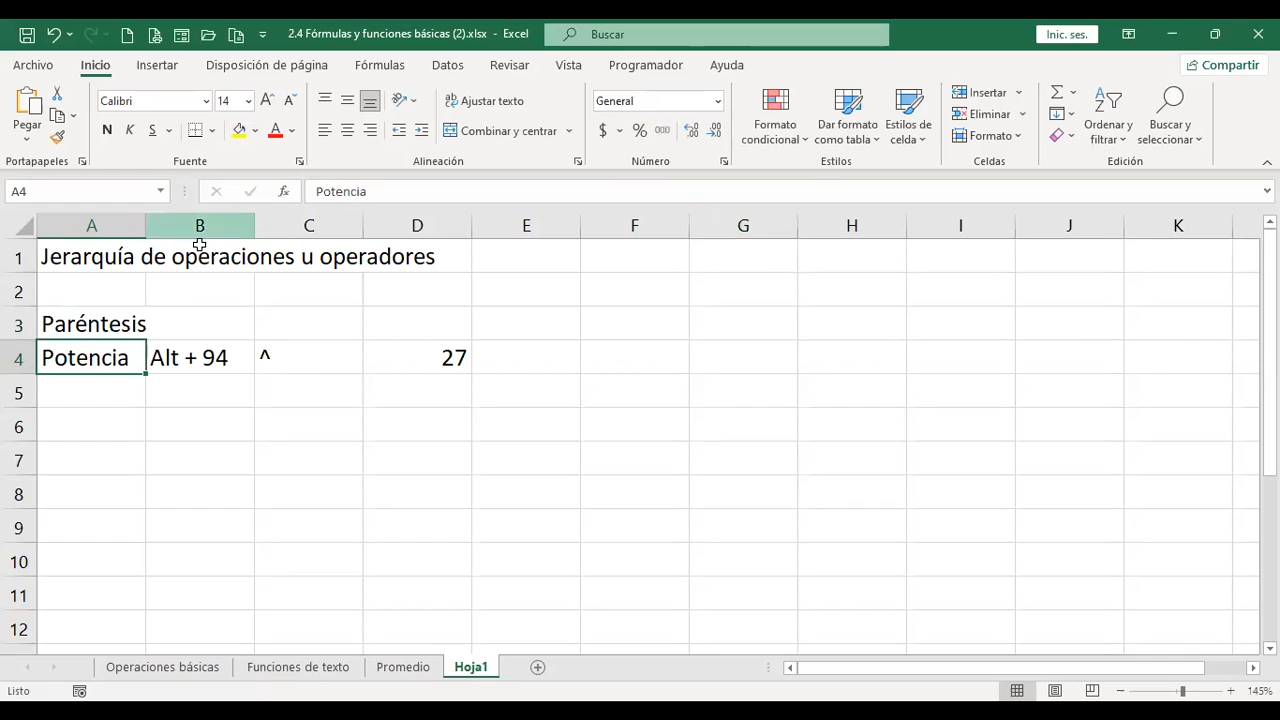 2.4 Fórmulas y funciones básicas (2).xlsx - Excel
Buscar
Inic. ses.
Archivo Inicio Insertar Disposición de página Fórmulas Datos Revisar Vista Programador Ayuda
Compartir
Pegar
Calibri 14
N K S A
Ajustar texto
Combinar y centrar
General
$ % 000
Formato condicional
Dar formato como tabla
Estilos de celda
Insertar
Eliminar
Formato
Ordenar y filtrar
Buscar y seleccionar
Portapapeles Fuente Alineación Número Estilos Celdas Edición
A4 fx Potencia
A B C D E F G H I J K
1 Jerarquía de operaciones u operadores
2
3 Paréntesis
4 Potencia Alt + 94 ^ 27
5
6
7
8
9
10
11
12
Operaciones básicas Funciones de texto Promedio Hoja1
Listo 145%